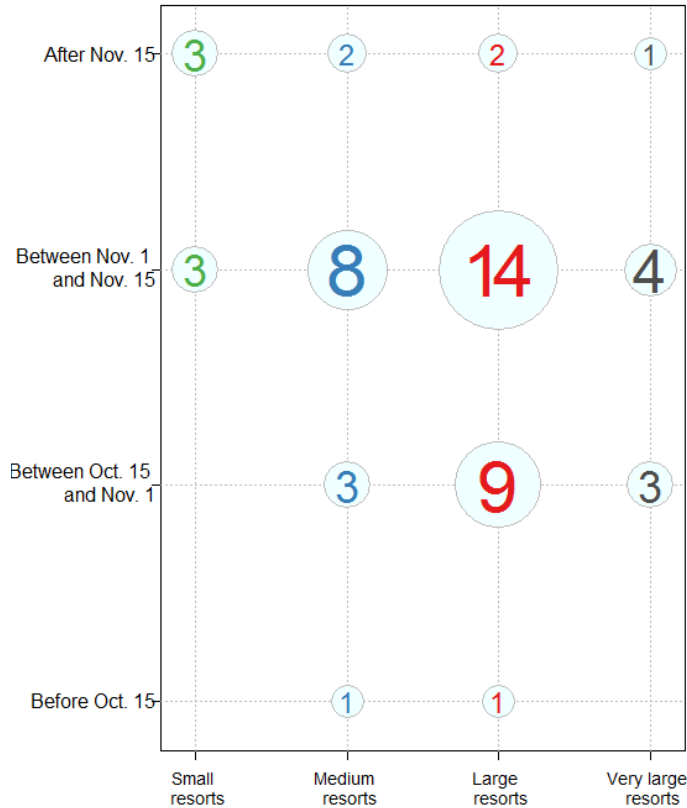 After Nov. 15
3 2 2 1
Between Nov. 1
and Nov. 15
3 8 14 4
Between Oct. 15
and Nov. 1
3 9 3
Before Oct. 15
1 1
Small
resorts
Medium
resorts
Large
resorts
Very large
resorts